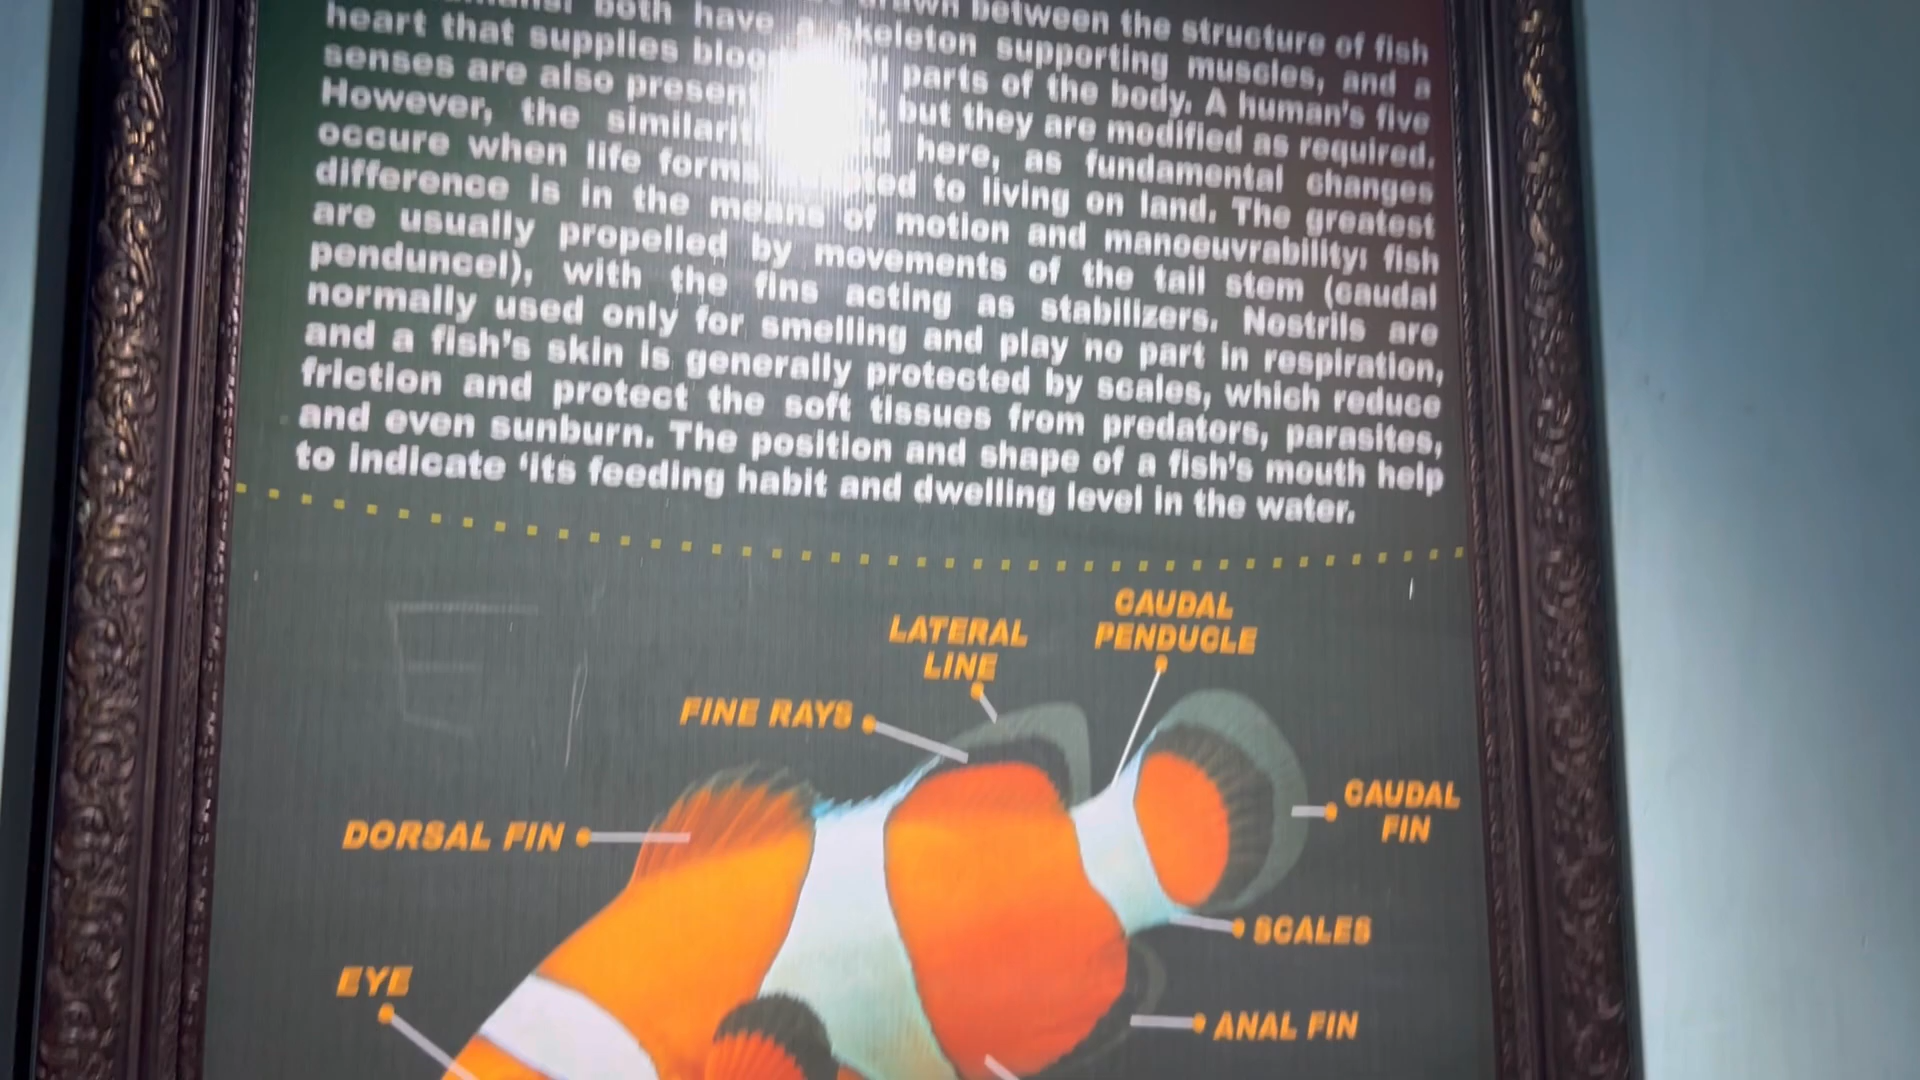 drawn between the structure of fish
both have a skeleton supporting muscles, and a
heart that supplies parts of the body. A human's five
senses are also present but they are modified as required.
However, the here, as fundamental changes
occure when life forms to living on land. The greatest
difference is in the means of motion and manoeuvrability: fish
are usually propelled by movements of the tail stem (caudal
penduncel), with the fins acting as stabilizers. Nostrils are
normally used only for smelling and play no part in respiration,
and a fish's skin is generally protected by scales, which reduce
friction and protect the soft tissues from predators, parasites,
and even sunburn. The position and shape of a fish's mouth help
to indicate 'its feeding habit and dwelling level in the water.
CAUDAL
PENDUCLE
LATERAL
LINE
FINE RAYS
CAUDAL
FIN
DORSAL FIN
SCALES
EYE
ANAL FIN